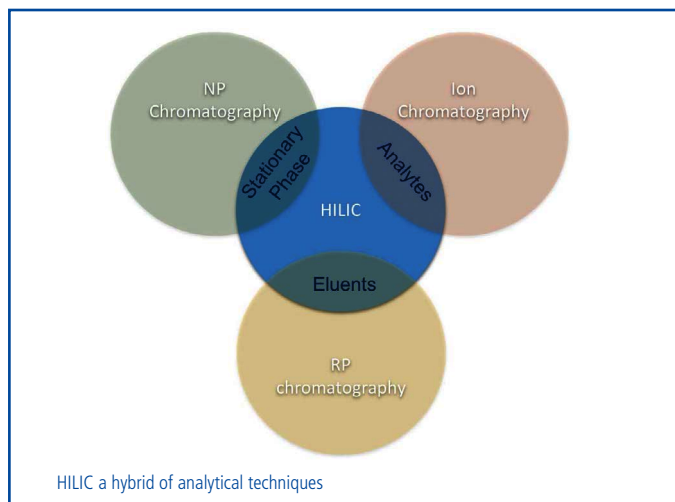 NP
Chromatography
Ion
Chromatography
Stationary
Phase
Analytes
HILIC
Eluents
RP
chromatography
HILIC a hybrid of analytical techniques